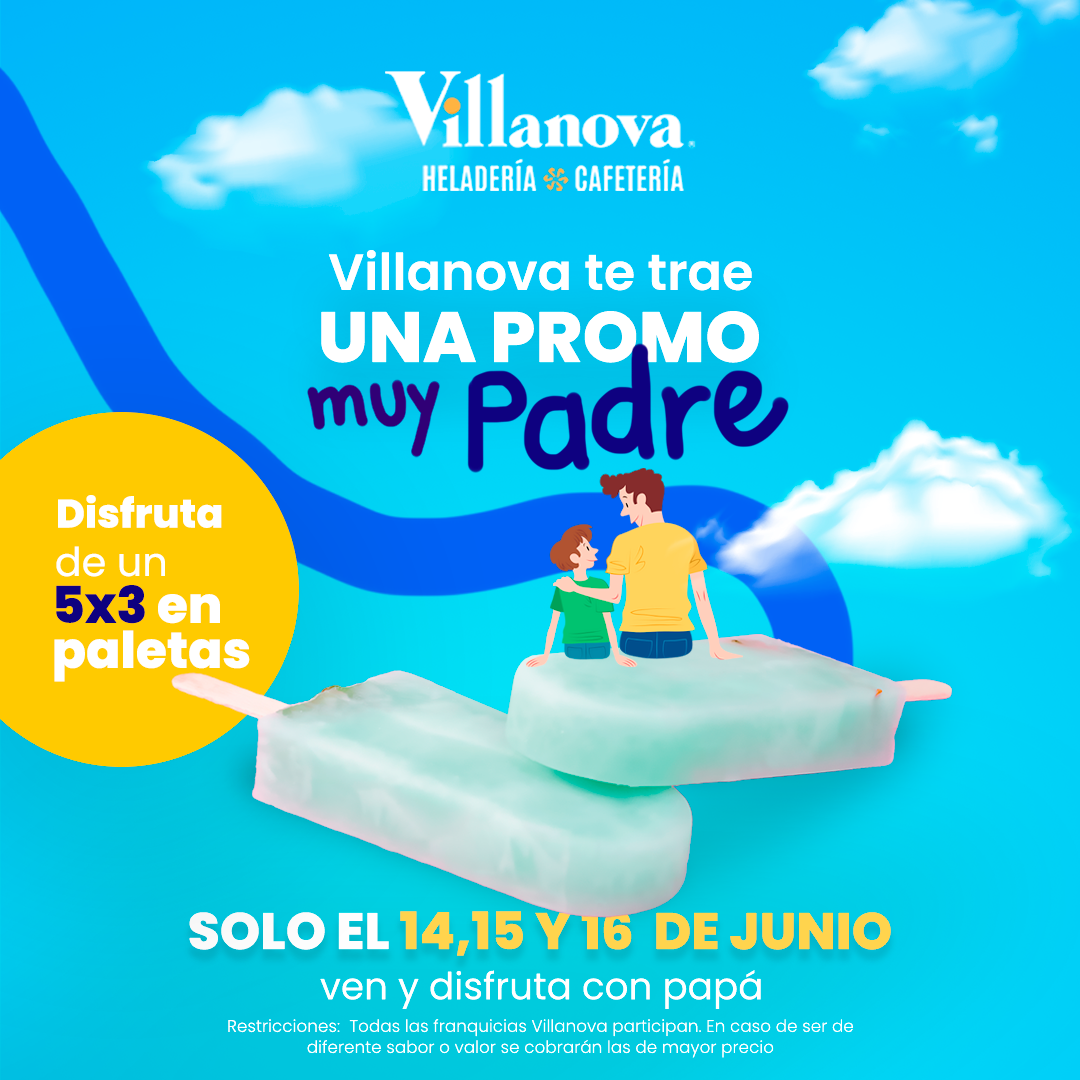 Villanova®
HELADERÍA CAFETERÍA
Villanova te trae
UNA PROMO
muy Padre
Disfruta
de un
5x3 en
paletas
SOLO EL 14,15 Y 16 DE JUNIO
ven y disfruta con papá
Restricciones: Todas las franquicias Villanova participan. En caso de ser de
diferente sabor o valor se cobrarán las de mayor precio